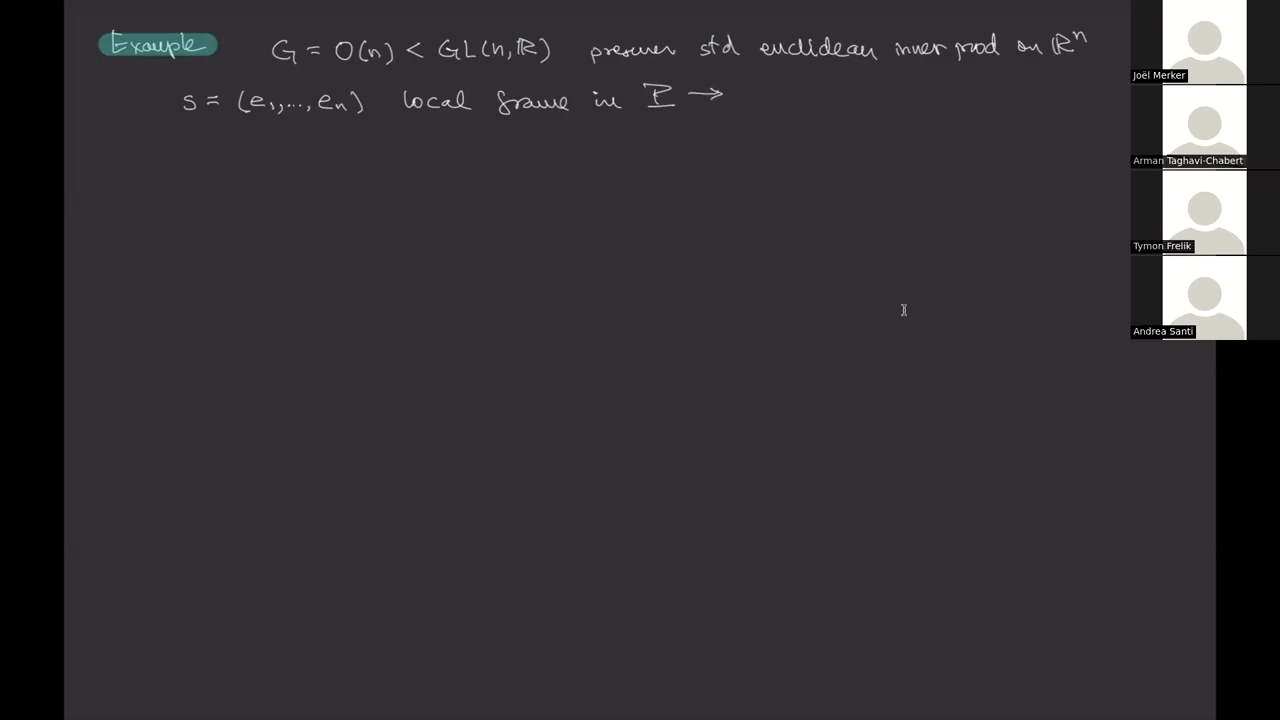 Example G = O(n) < GL(n,ℝ) preserves std euclidean inner prod on ℝⁿ
s = (e₁,...,eₙ) local frame in P →
Joël Merker
Arman Taghavi-Chabert
Tymon Frelik
Andrea Santi